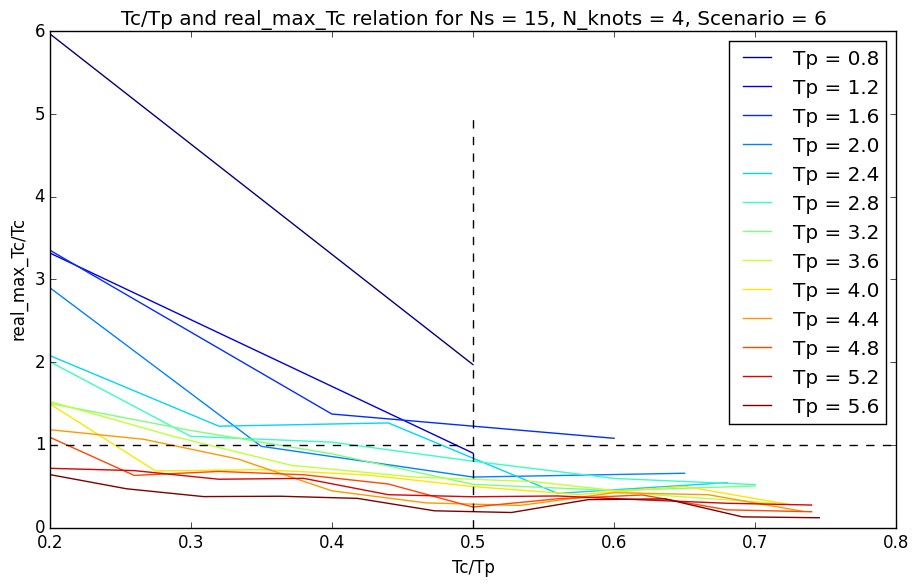 Tc/Tp and real_max_Tc relation for Ns = 15, N_knots = 4, Scenario = 6
real_max_Tc/Tc
6
5
4
3
2
1
0
0.2 0.3 0.4 0.5 0.6 0.7 0.8
Tc/Tp
Tp = 0.8
Tp = 1.2
Tp = 1.6
Tp = 2.0
Tp = 2.4
Tp = 2.8
Tp = 3.2
Tp = 3.6
Tp = 4.0
Tp = 4.4
Tp = 4.8
Tp = 5.2
Tp = 5.6